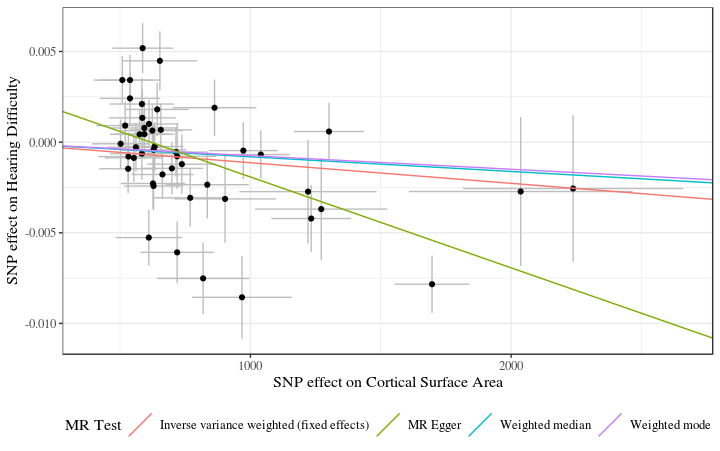 SNP effect on Hearing Difficulty
0.005
0.000
-0.005
-0.010
1000
2000
SNP effect on Cortical Surface Area
MR Test Inverse variance weighted (fixed effects) MR Egger Weighted median Weighted mode